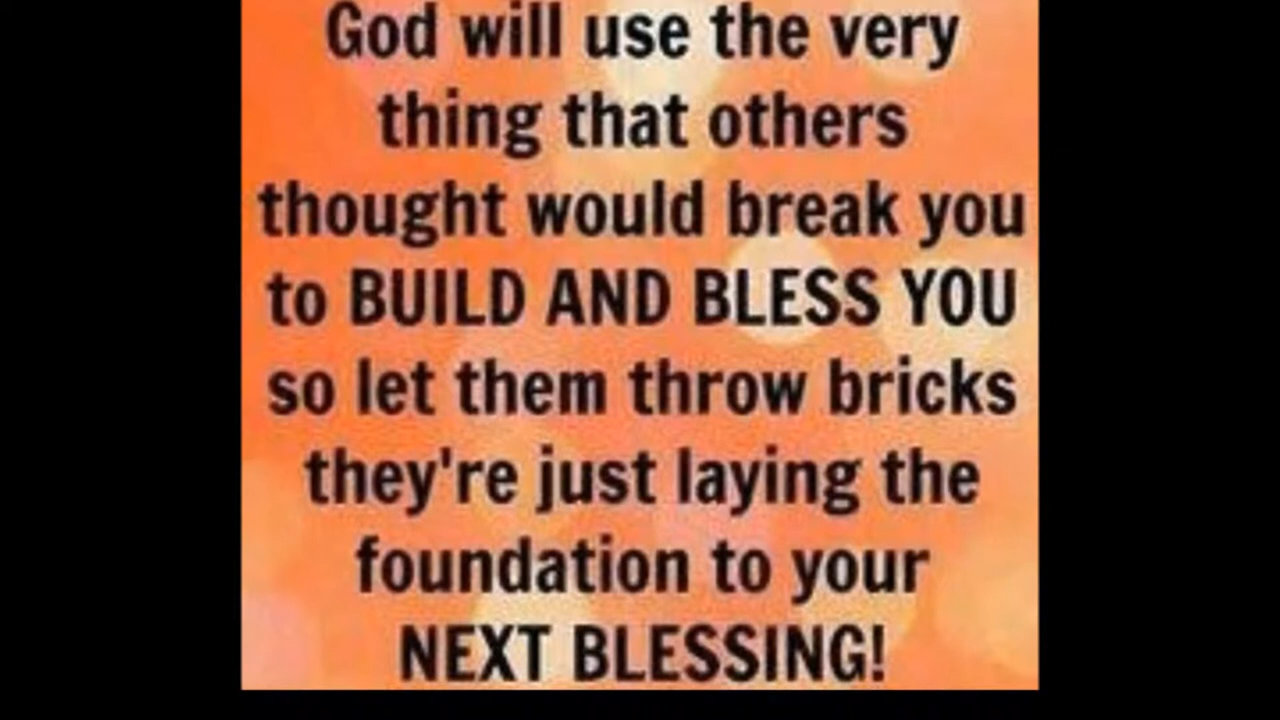 God will use the very
thing that others
thought would break you
to BUILD AND BLESS YOU
so let them throw bricks
they're just laying the
foundation to your
NEXT BLESSING!